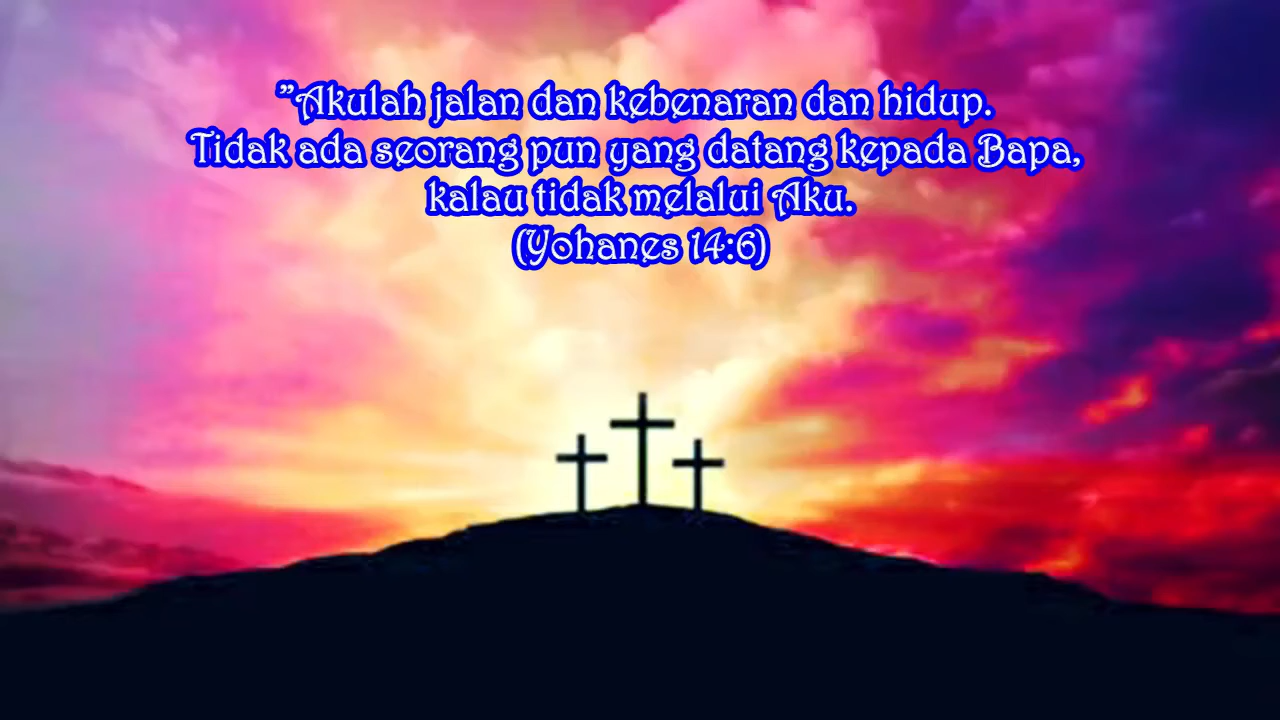 "Akulah jalan dan kebenaran dan hidup.
Tidak ada seorang pun yang datang kepada Bapa,
kalau tidak melalui Aku.
(Yohanes 14:6)